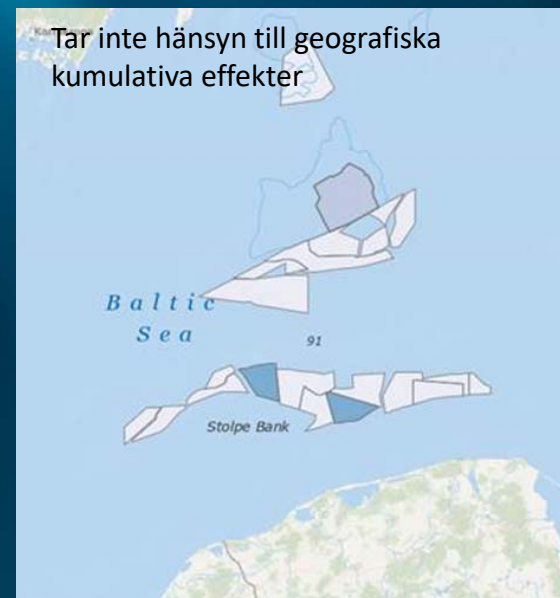 Tar inte hänsyn till geografiska
kumulativa effekter
Baltic
Sea
91
Stolpe Bank